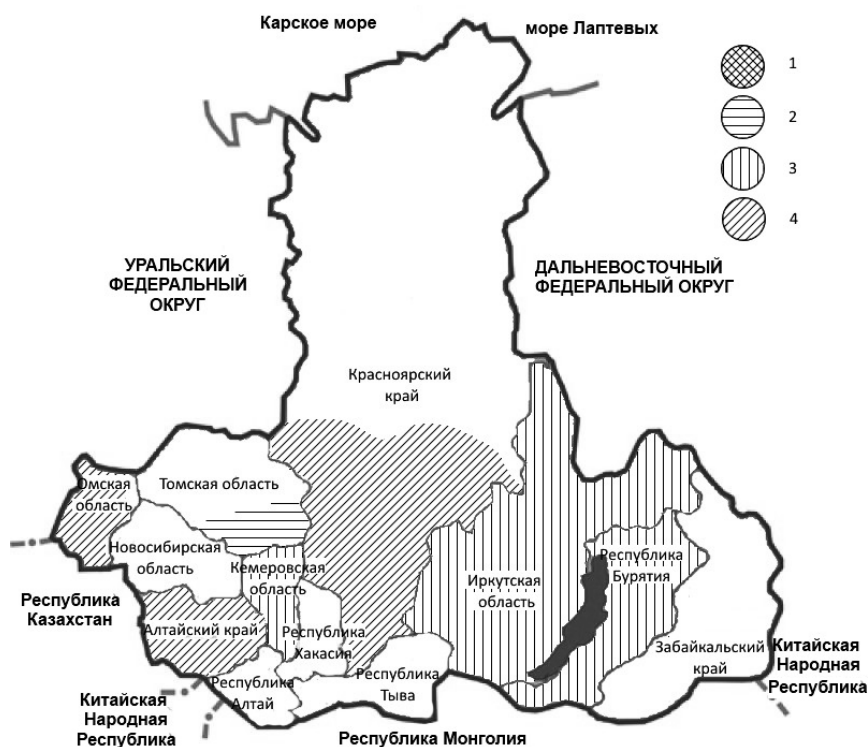 Карское море
море Лаптевых
1
2
3
4
УРАЛЬСКИЙ
ФЕДЕРАЛЬНЫЙ
ОКРУГ
ДАЛЬНЕВОСТОЧНЫЙ
ФЕДЕРАЛЬНЫЙ ОКРУГ
Красноярский
край
Омская
область
Томская область
Новосибирская
область
Кемеровская
область
Иркутская
область
Республика
Бурятия
Республика
Казахстан
Алтайский край
Республика
Хакасия
Забайкальский
край
Китайская
Народная
Республика
Республика
Алтай
Республика
Тыва
Китайская
Народная
Республика
Республика Монголия